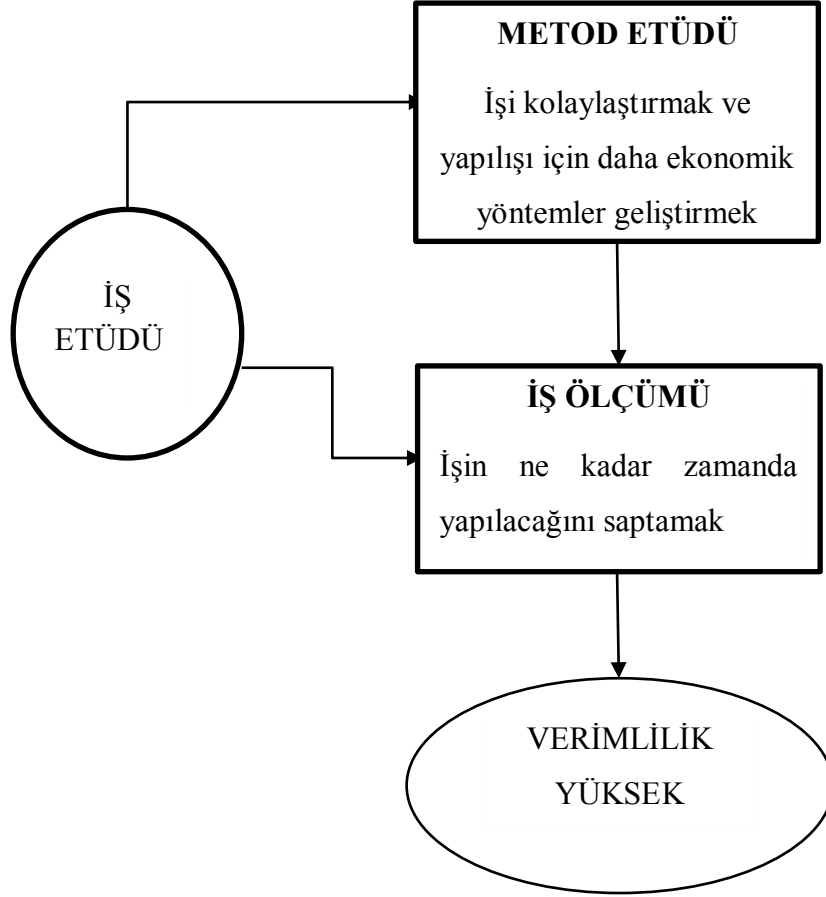 METOD ETÜDÜ
İşi kolaylaştırmak ve
yapılışı için daha ekonomik
yöntemler geliştirmek
İŞ
ETÜDÜ
İŞ ÖLÇÜMÜ
İşin ne kadar zamanda
yapılacağını saptamak
VERİMLİLİK
YÜKSEK